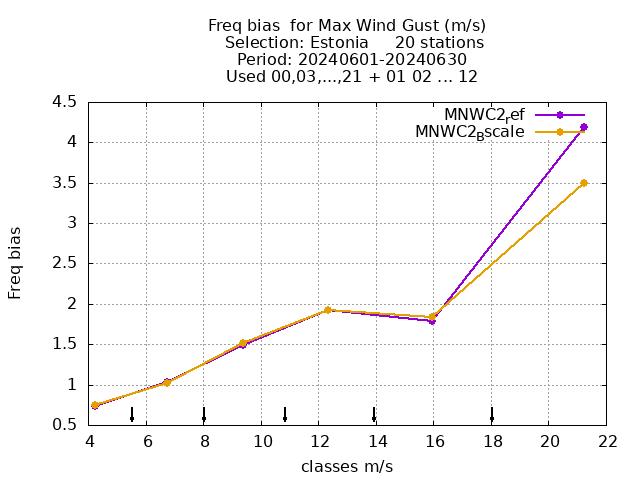 Freq bias  for Max Wind Gust (m/s)
Selection: Estonia     20 stations
Period: 20240601-20240630
Used 00,03,...,21 + 01 02 ... 12
MNWC2ref
MNWC2Bscale
4.5
4
3.5
3
2.5
2
1.5
1
0.5
Freq bias
4 6 8 10 12 14 16 18 20 22
classes m/s